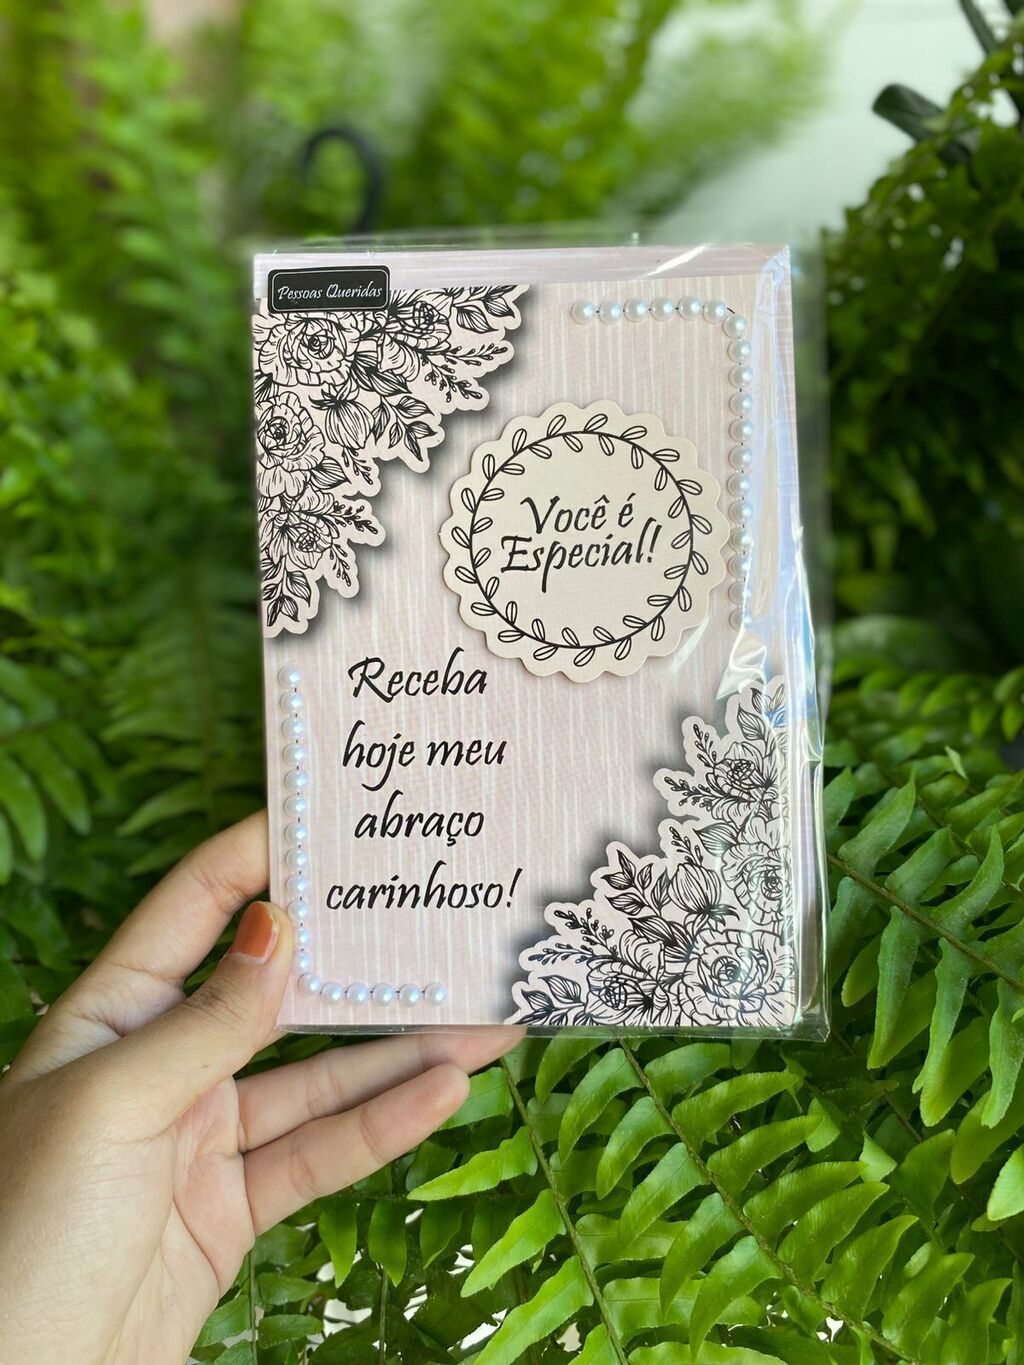 Pessoas Queridas
Você é
Especial!
Receba
hoje meu
abraço
carinhoso!